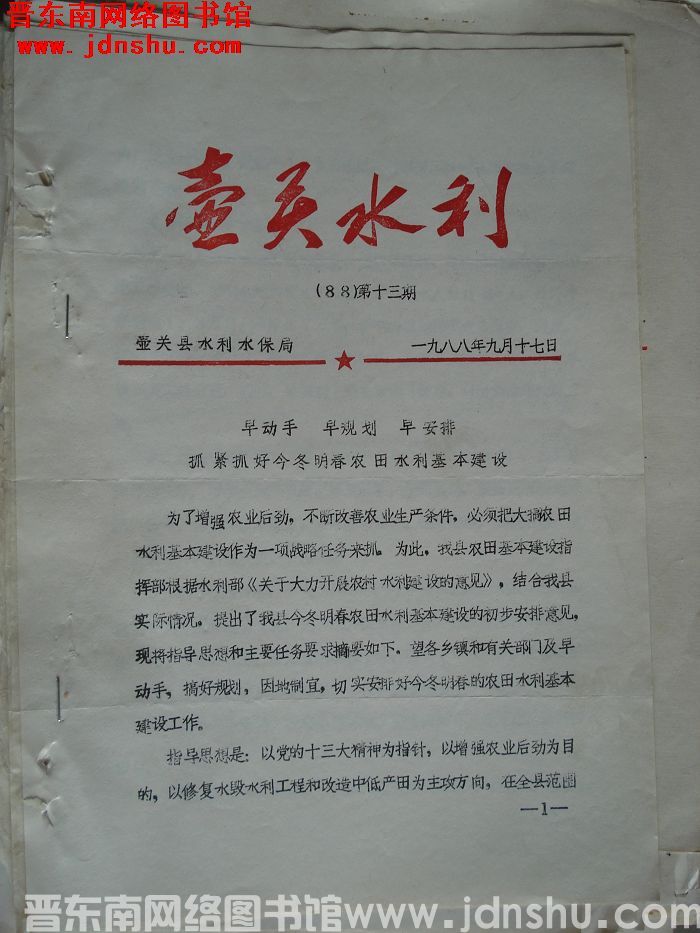 晋东南网络图书馆
www.jdnshu.com
壶关水利
(88)第十三期
壶关县水利水保局
一九八八年九月十七日
早动手 早规划 早安排
抓紧抓好今冬明春农田水利基本建设
为了增强农业后劲，不断改善农业生产条件，必须把大搞农田
水利基本建设作为一项战略任务来抓。为此，我县农田基本建设指
挥部根据水利部《关于大力开展农村水利建设的意见》，结合我县
实际情况，提出了我县今冬明春农田水利基本建设的初步安排意见，
现将指导思想和主要任务要求摘要如下。望各乡镇和有关部门及早
动手，搞好规划，因地制宜，切实安排好今冬明春的农田水利基本
建设工作。
指导思想是：以党的十三大精神为指针，以增强农业后劲为目
的，以修复水毁水利工程和改造中低产田为主攻方向，在全县范围
—1—
晋东南网络图书馆www.jdnshu.com